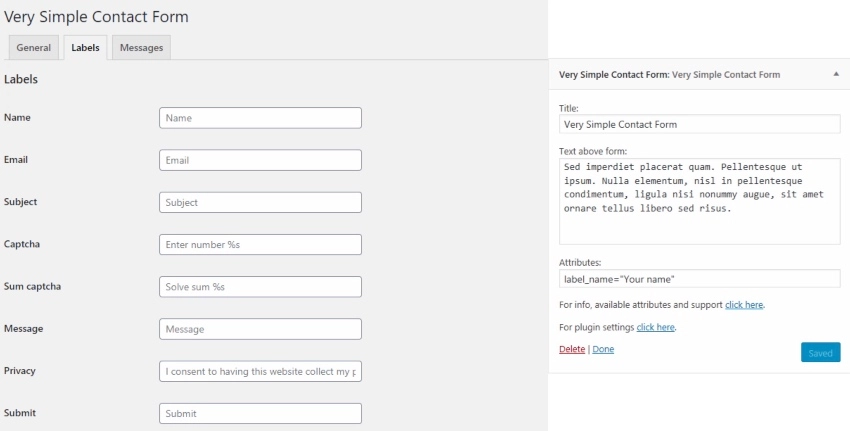 Very Simple Contact Form
General Labels Messages
Labels
Name Name
Email Email
Subject Subject
Captcha Enter number %s
Sum captcha Solve sum %s
Message Message
Privacy I consent to having this website collect my p
Submit Submit
Very Simple Contact Form: Very Simple Contact Form
Title:
Very Simple Contact Form
Text above form:
Sed imperdiet placerat quam. Pellentesque ut
ipsum. Nulla elementum, nisl in pellentesque
condimentum, ligula nisi nonummy augue, sit amet
ornare tellus libero sed risus.
Attributes:
label_name="Your name"
For info, available attributes and support click here.
For plugin settings click here.
Delete | Done Saved